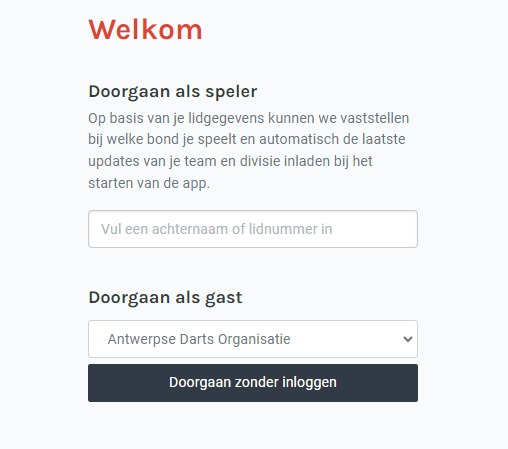 Welkom
Doorgaan als speler
Op basis van je lidgegevens kunnen we vaststellen
bij welke bond je speelt en automatisch de laatste
updates van je team en divisie inladen bij het
starten van de app.
Vul een achternaam of lidnummer in
Doorgaan als gast
Antwerpse Darts Organisatie
Doorgaan zonder inloggen